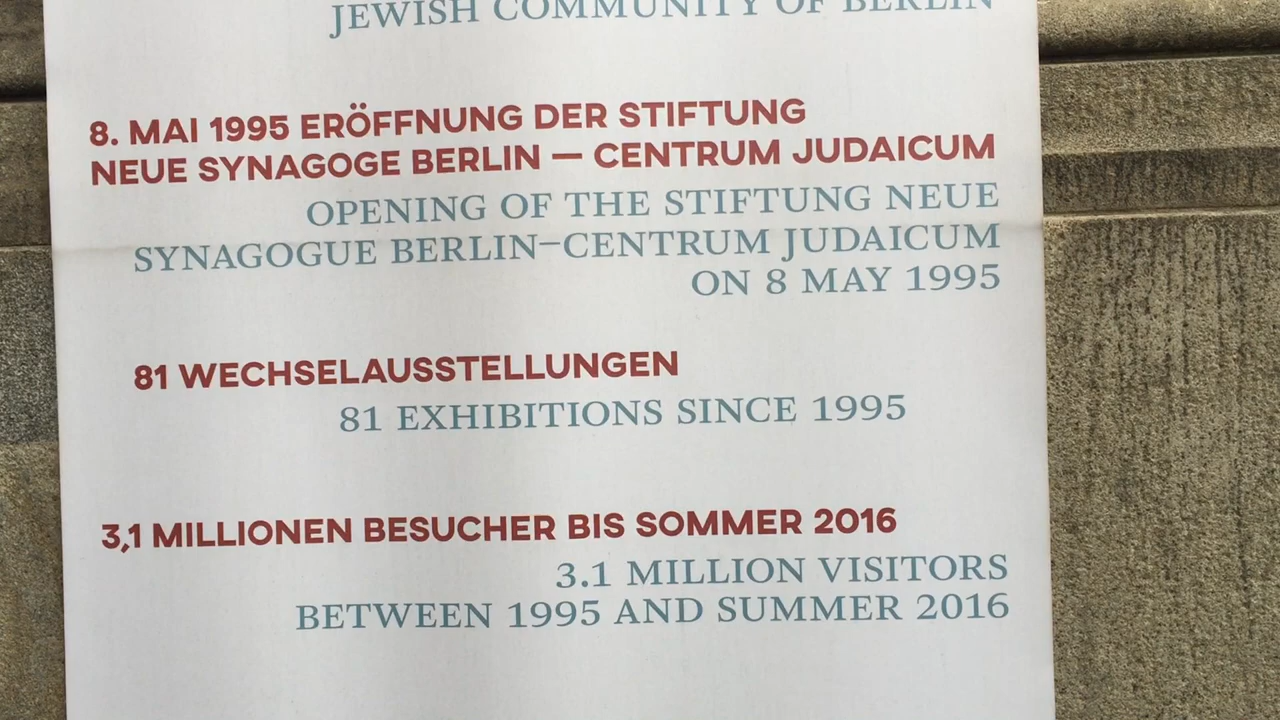 JEWISH COMMUNITY OF BERLIN
8. MAI 1995 ERÖFFNUNG DER STIFTUNG
NEUE SYNAGOGE BERLIN — CENTRUM JUDAICUM
OPENING OF THE STIFTUNG NEUE
SYNAGOGUE BERLIN–CENTRUM JUDAICUM
ON 8 MAY 1995
81 WECHSELAUSSTELLUNGEN
81 EXHIBITIONS SINCE 1995
3,1 MILLIONEN BESUCHER BIS SOMMER 2016
3.1 MILLION VISITORS
BETWEEN 1995 AND SUMMER 2016